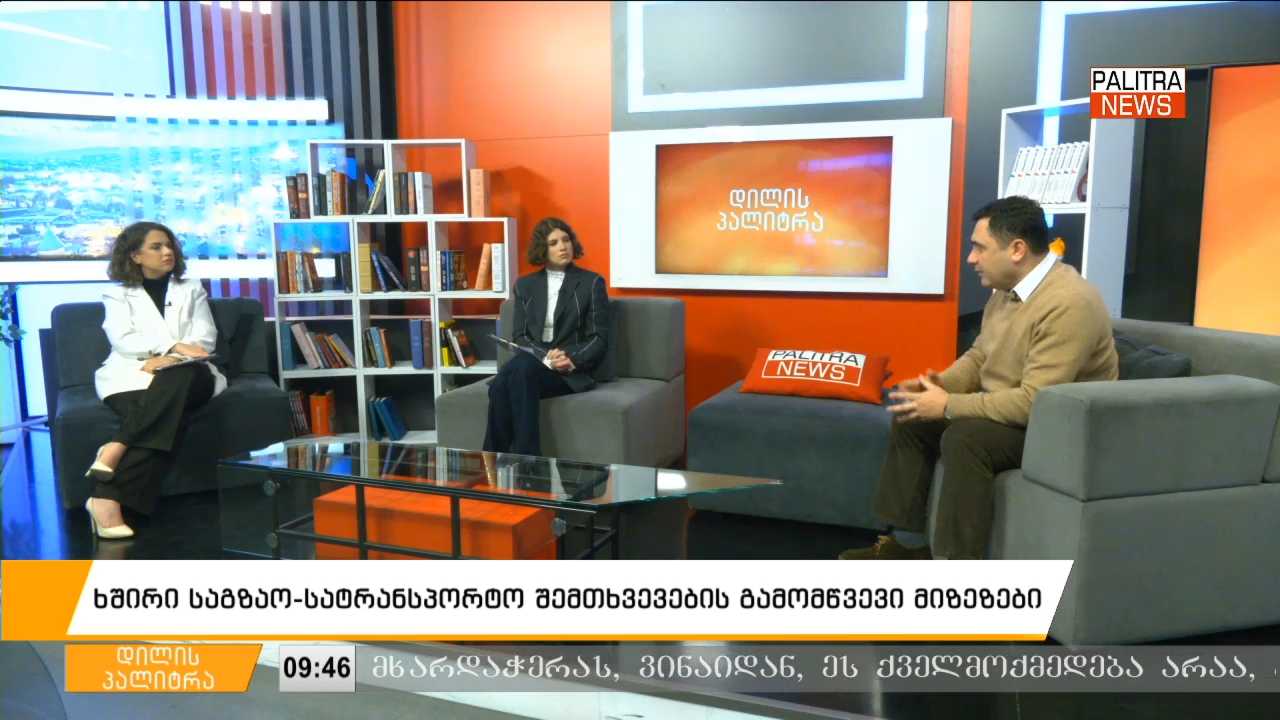 PALITRA
NEWS
დილის
პალიტრა
PALITRA
NEWS
ხშირი საგზაო-სატრანსპორტო შემთხვევების გამომწვევი მიზეზები
დილის
პალიტრა
09:46
მხარდაჭერას, ვინაიდან, ეს ქველმოქმედება არაა,